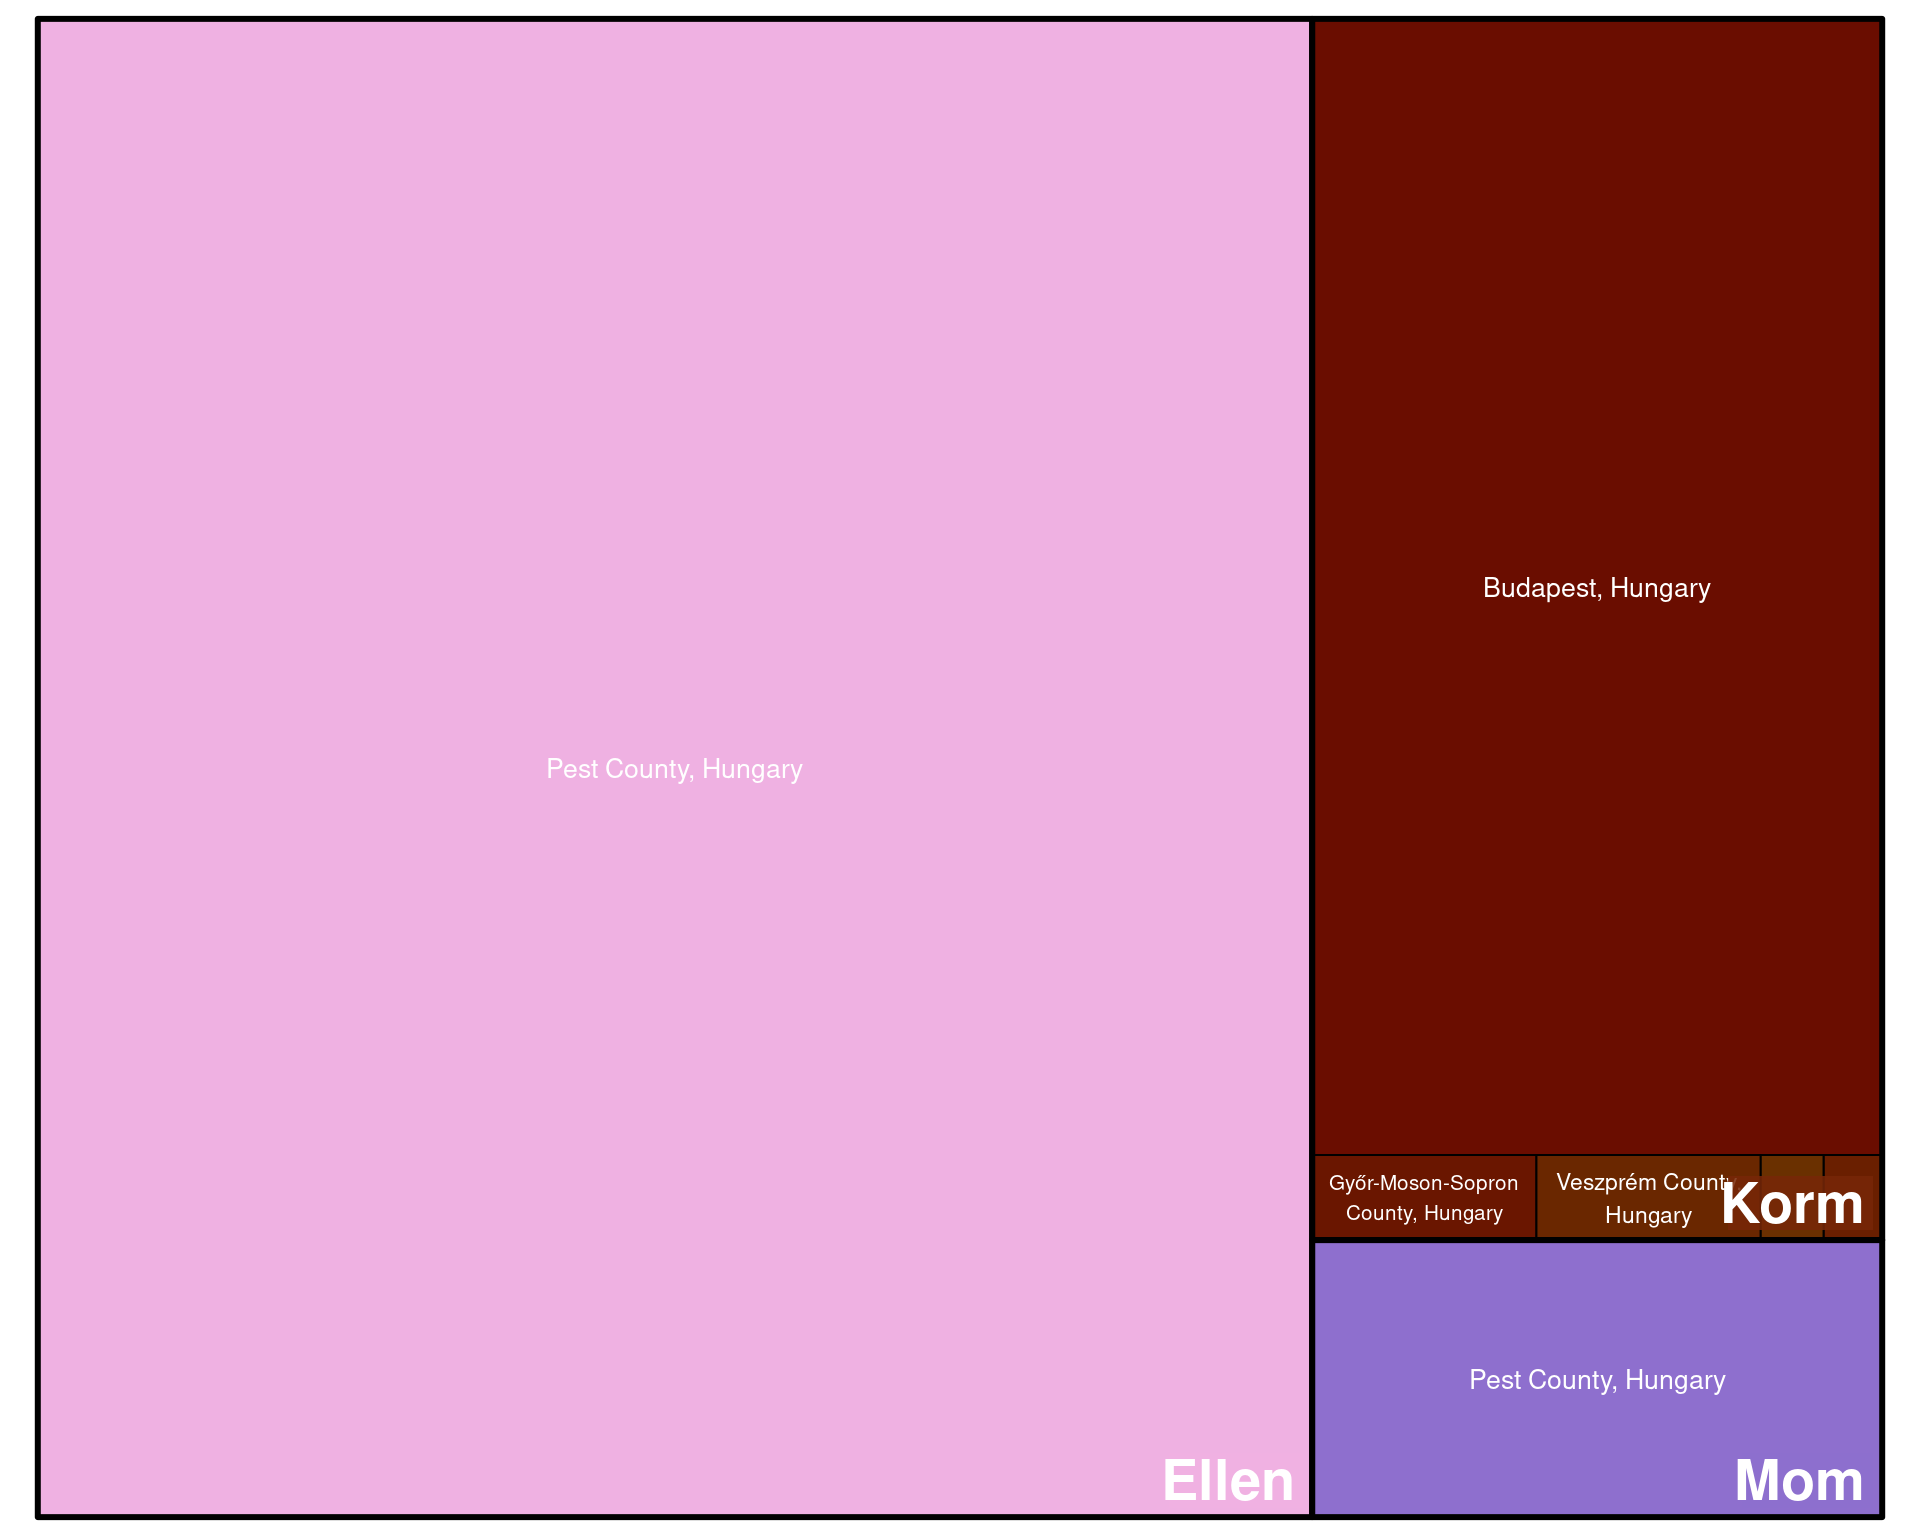 Budapest, Hungary
Pest County, Hungary
Győr-Moson-Sopron
County, Hungary
Veszprém County,
Hungary
Korm
Pest County, Hungary
Ellen
Mom